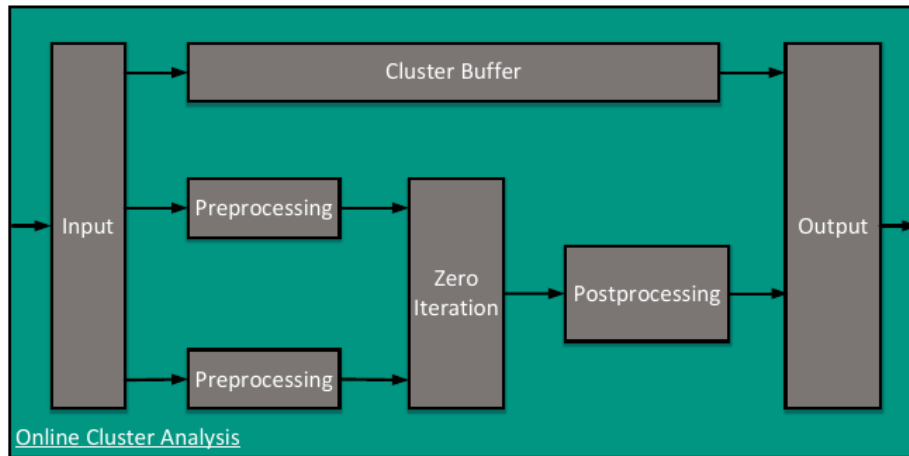 Cluster Buffer
Preprocessing
Input
Output
Zero
Iteration
Postprocessing
Preprocessing
Online Cluster Analysis